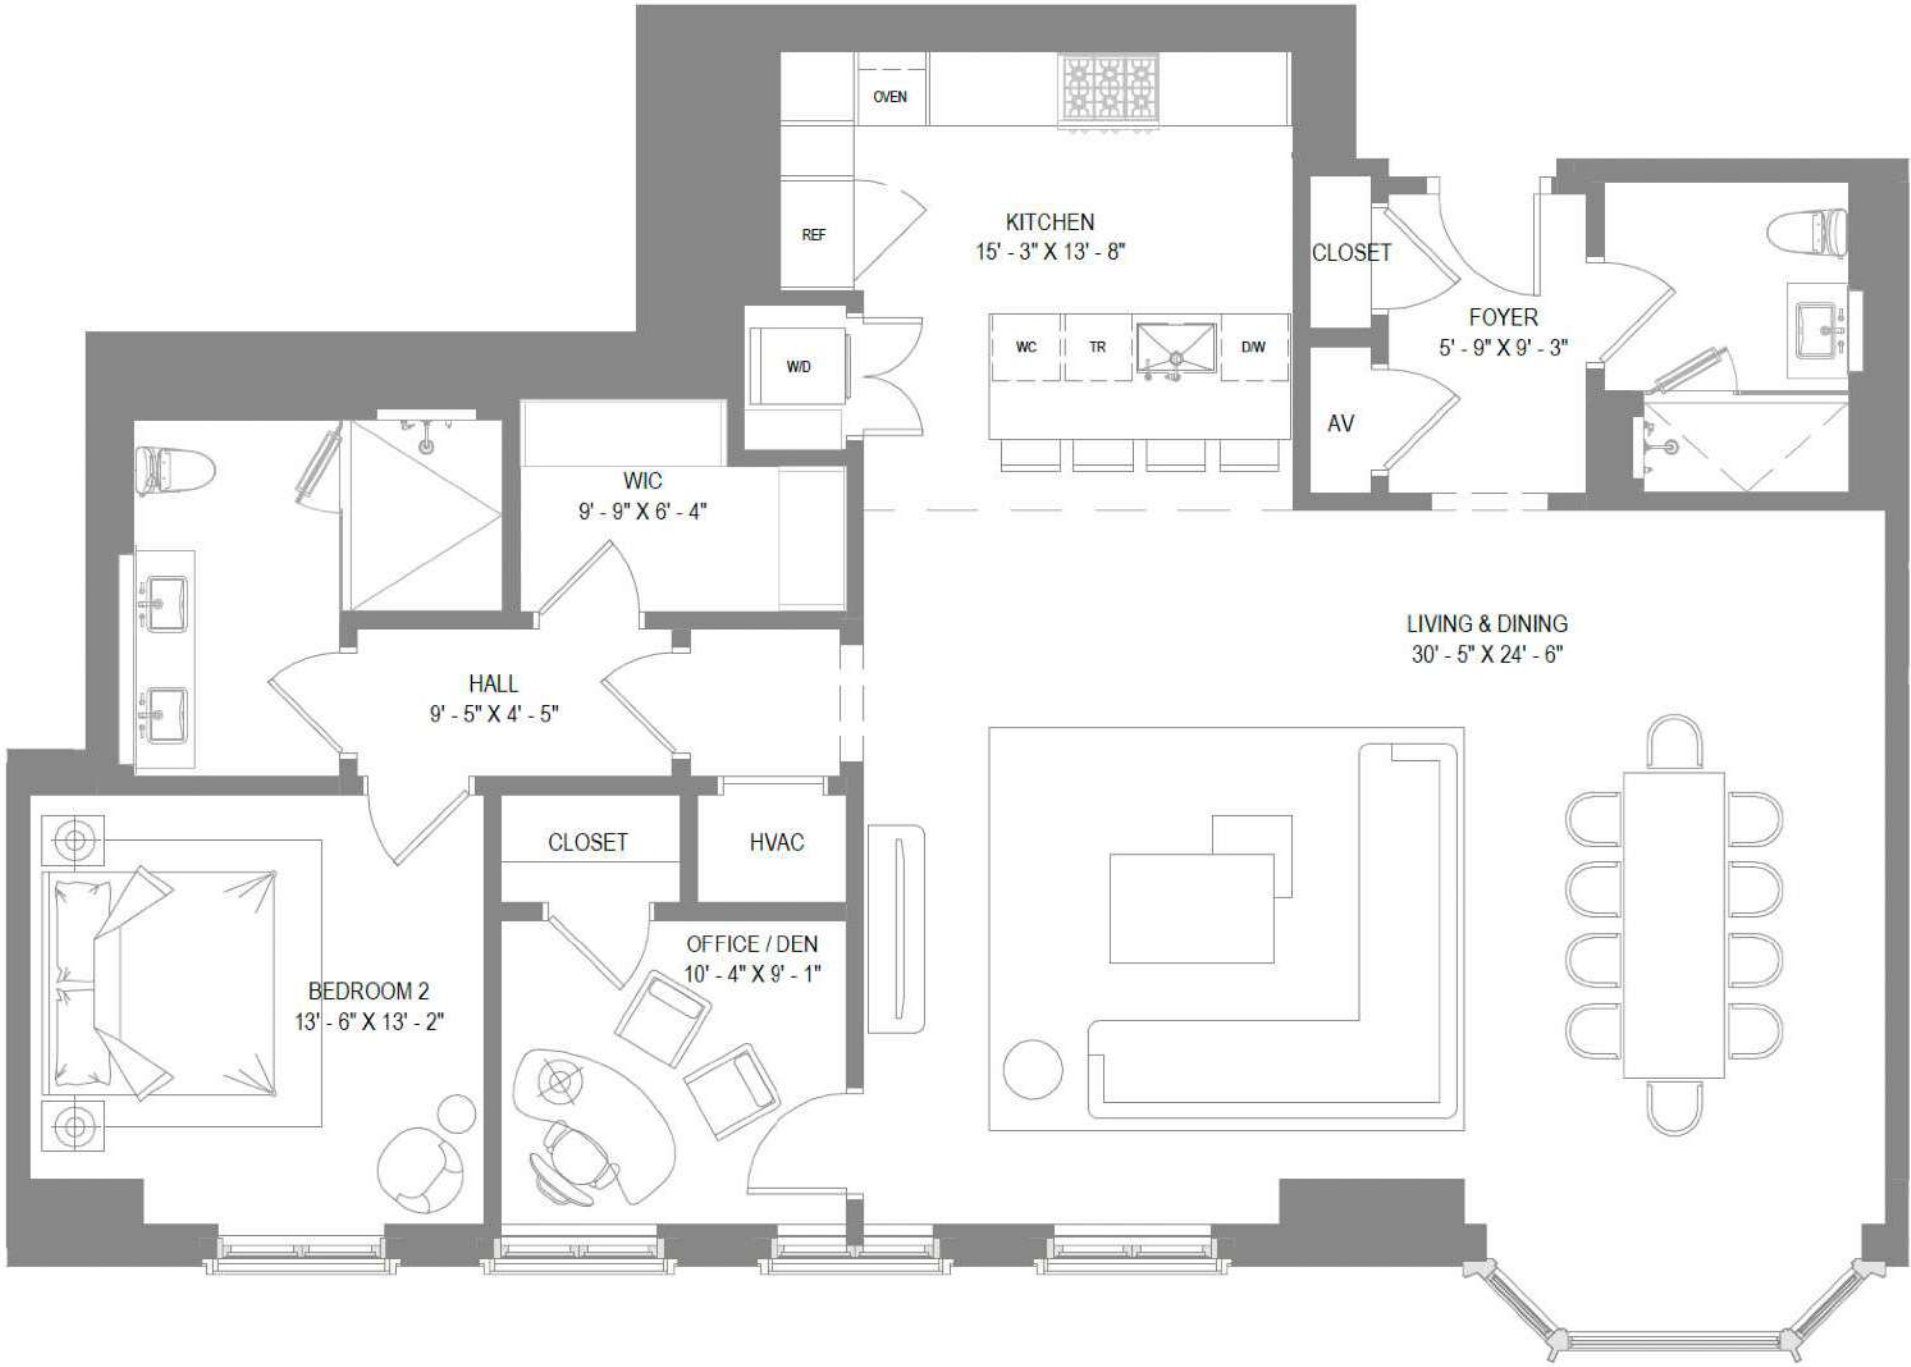 OVEN
REF
KITCHEN
15' - 3" X 13' - 8"
CLOSET
FOYER
5' - 9" X 9' - 3"
W/D
WC
TR
D/W
AV
WIC
9' - 9" X 6' - 4"
LIVING & DINING
30' - 5" X 24' - 6"
HALL
9' - 5" X 4' - 5"
CLOSET
HVAC
OFFICE / DEN
10' - 4" X 9' - 1"
BEDROOM 2
13' - 6" X 13' - 2"